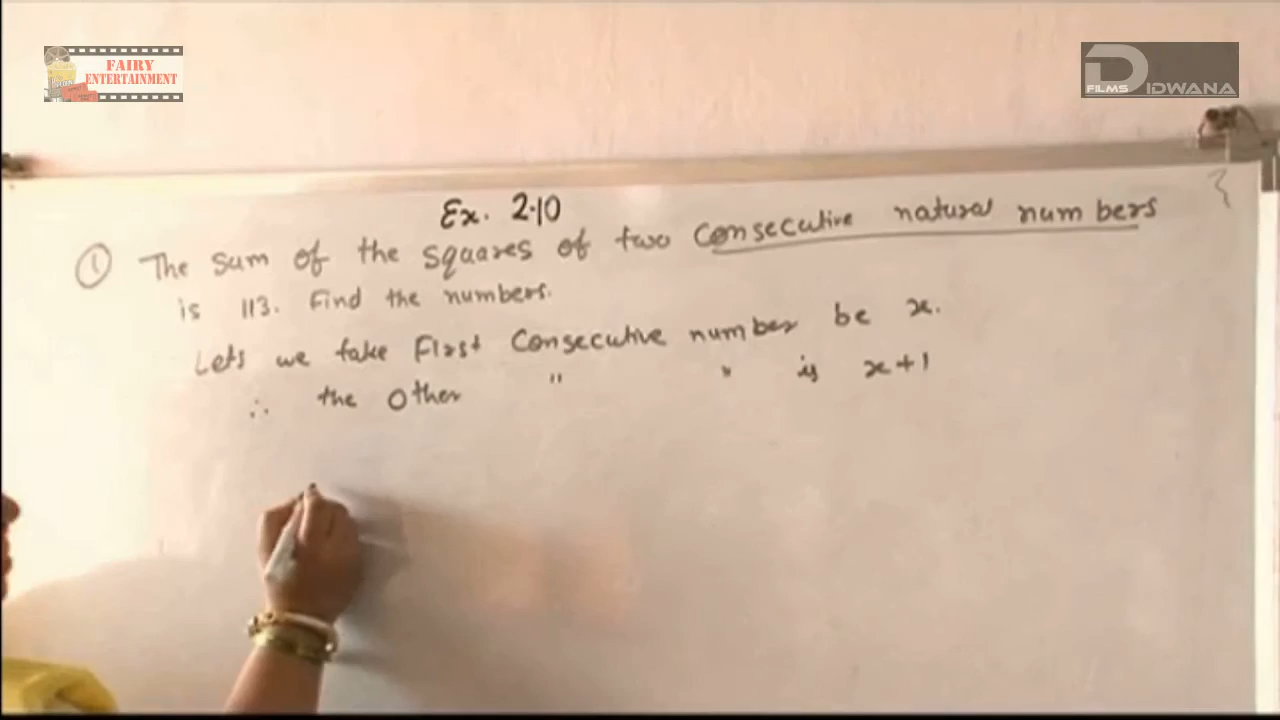 FAIRY
ENTERTAINMENT
DIDWANA
FILMS
Ex. 2.10
① The sum of the squares of two consecutive natural numbers
is 113. Find the numbers.
Lets we take First Consecutive number be x.
∴ the Other " " is x+1